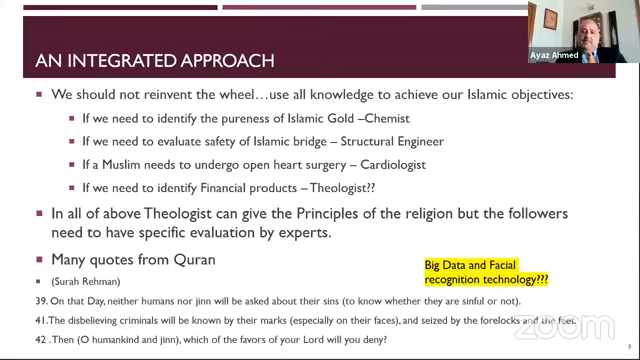 Ayaz Ahmed
AN INTEGRATED APPROACH
We should not reinvent the wheel…use all knowledge to achieve our Islamic objectives:
If we need to identify the pureness of Islamic Gold –Chemist
If we need to evaluate safety of Islamic bridge – Structural Engineer
If a Muslim needs to undergo open heart surgery – Cardiologist
If we need to identify Financial products – Theologist??
In all of above Theologist can give the Principles of the religion but the followers
need to have specific evaluation by experts.
Many quotes from Quran
Big Data and Facial
recognition technology???
(Surah Rehman)
39. On that Day, neither humans nor jinn will be asked about their sins (to know whether they are sinful or not).
41. The disbelieving criminals will be known by their marks (especially on their faces), and seized by the forelocks and the feet.
42 . Then (O humankind and jinn), which of the favors of your Lord will you deny?
zoom
5